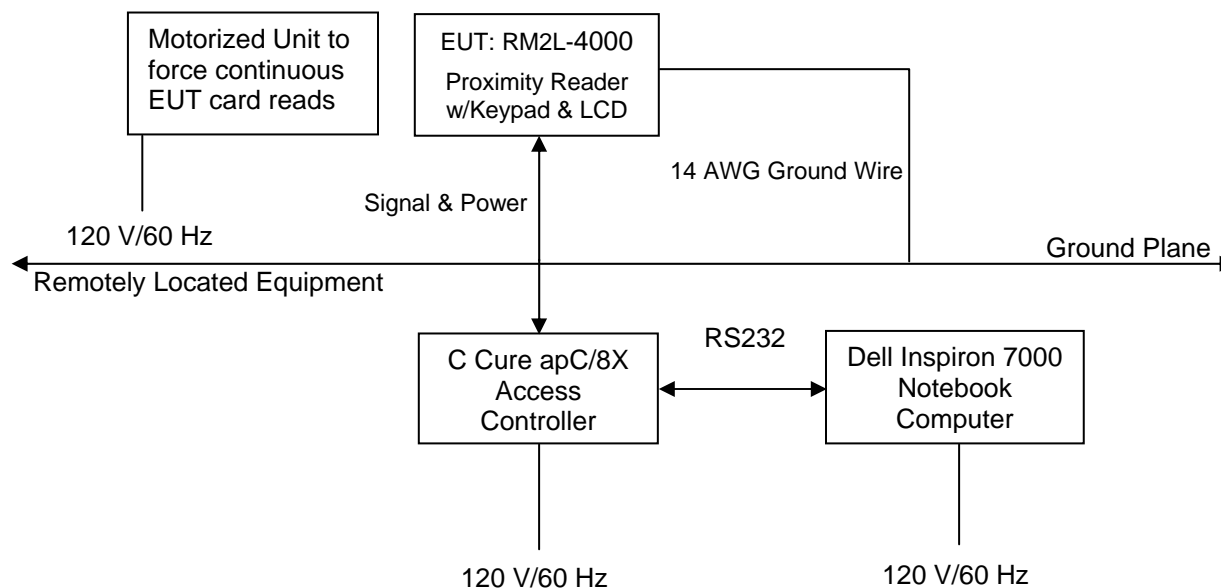 Motorized Unit to
force continuous
EUT card reads
EUT: RM2L-4000
Proximity Reader
w/Keypad & LCD
14 AWG Ground Wire
Signal & Power
120 V/60 Hz
Ground Plane
Remotely Located Equipment
C Cure apC/8X
Access
Controller
RS232
Dell Inspiron 7000
Notebook
Computer
120 V/60 Hz
120 V/60 Hz